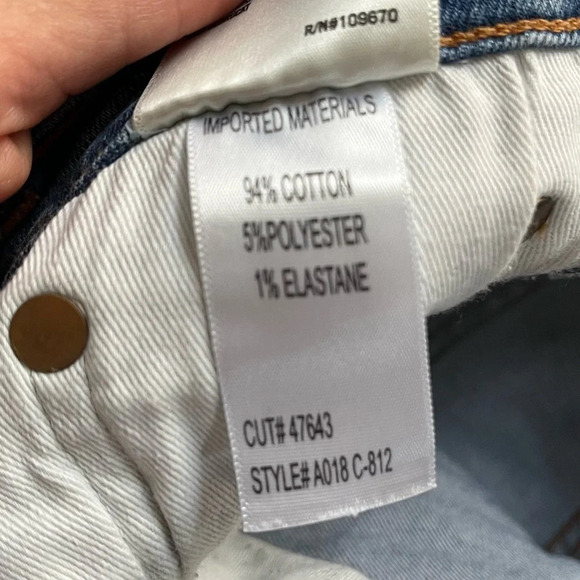 R/N#109670
IMPORTED MATERIALS
94% COTTON
5%POLYESTER
1% ELASTANE
CUT# 47643
STYLE# A018 C-812